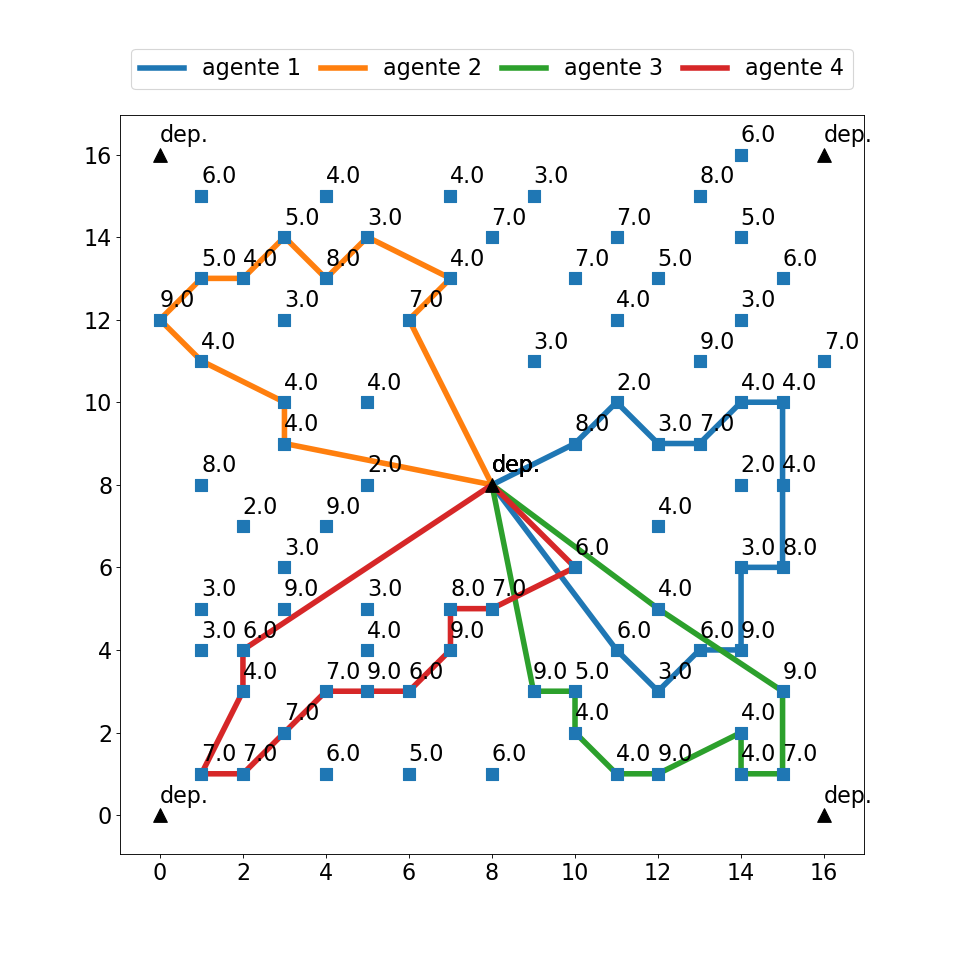 agente 1 agente 2 agente 3 agente 4
dep. 6.0 dep.
16
6.0 4.0 4.0 3.0 8.0
5.0 3.0 7.0 7.0 5.0
14
5.0 4.0 8.0 4.0 7.0 5.0 6.0
9.0 3.0 7.0 4.0 3.0
12
4.0 3.0 9.0 7.0
4.0 4.0 2.0 4.0 4.0
10
4.0 8.0 3.0 7.0
8.0 2.0 dep. dep. 2.0 4.0
8
2.0 9.0 4.0
3.0 6.0 3.0 8.0
6
3.0 9.0 3.0 8.0 7.0 4.0
3.0 6.0 4.0 9.0 6.0 6.0 9.0
4
4.0 7.0 9.0 6.0 9.0 5.0 3.0 9.0
7.0 4.0 4.0
2
7.0 7.0 6.0 5.0 6.0 4.0 9.0 4.0 7.0
dep. dep.
0
0 2 4 6 8 10 12 14 16